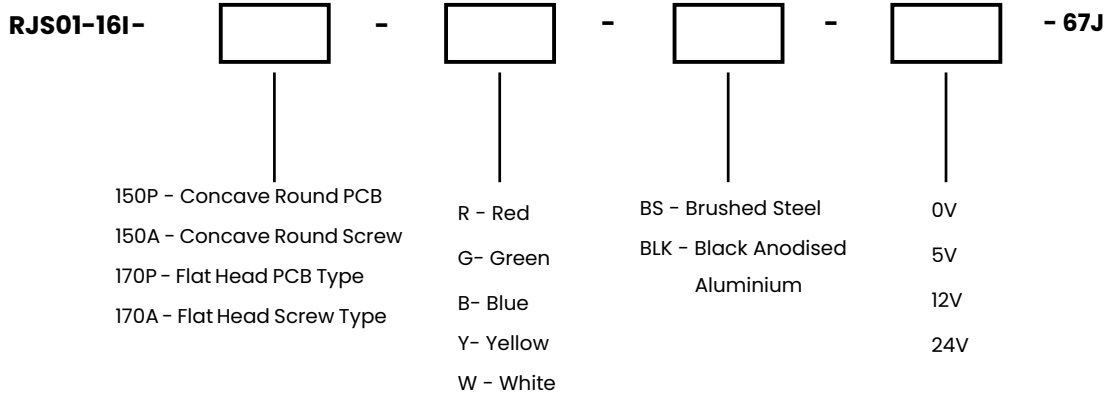 RJS01-16I- - - - - 67J
150P - Concave Round PCB
150A - Concave Round Screw
170P - Flat Head PCB Type
170A - Flat Head Screw Type
R - Red
G- Green
B- Blue
Y- Yellow
W - White
BS - Brushed Steel
BLK - Black Anodised
Aluminium
0V
5V
12V
24V